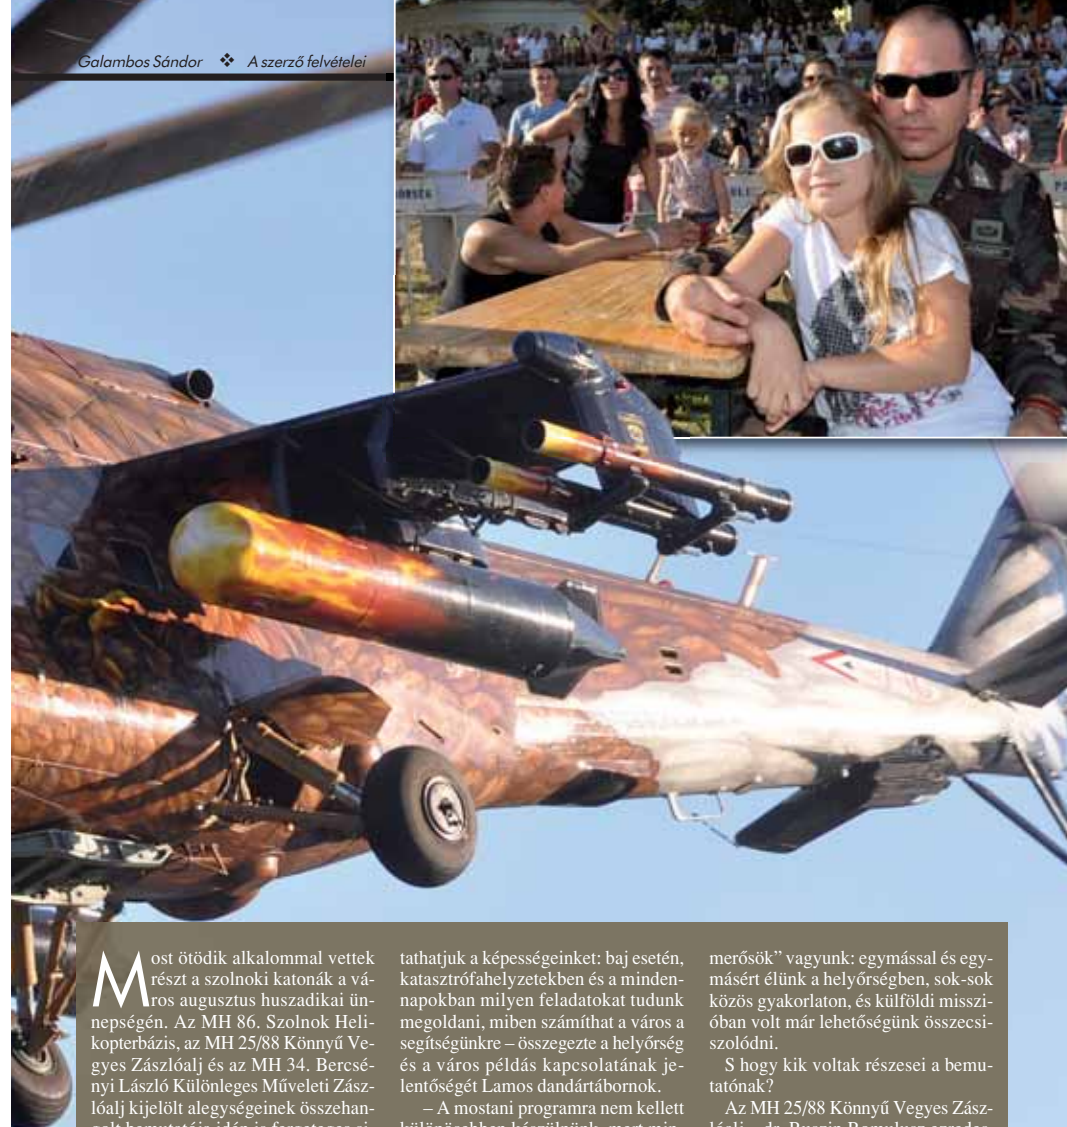 Galambos Sándor ❖ A szerző felvételei
Most ötödik alkalommal vettek
részt a szolnoki katonák a vá-
ros augusztus huszadikai ün-
nepségén. Az MH 86. Szolnok Heli-
kopterbázis, az MH 25/88 Könnyű Ve-
gyes Zászlóalj és az MH 34. Bercsé-
nyi László Különleges Műveleti Zász-
lóalj kijelölt alegységeinek összehan-
tathatjuk a képességeinket: baj esetén,
katasztrófahelyzetekben és a minden-
napokban milyen feladatokat tudunk
megoldani, miben számíthat a város a
segítségünkre – összegezte a helyőrség
és a város példás kapcsolatának je-
lentőségét Lamos dandártábornok.
– A mostani programra nem kellett
merősök” vagyunk: egymással és egy-
másért élünk a helyőrségben, sok-sok
közös gyakorlaton, és külföldi misszi-
óban volt már lehetőségünk összecsi-
szolódni.
S hogy kik voltak részesei a bemu-
tatónak?
Az MH 25/88 Könnyű Vegyes Zász-